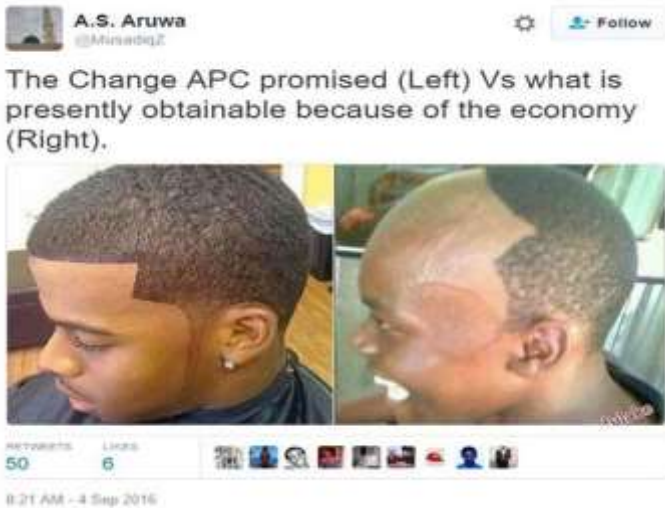 A.S. Aruwa
@MusadiqZ
Follow
The Change APC promised (Left) Vs what is
presently obtainable because of the economy
(Right).
RETWEETS LIKES
50 6
8:21 AM - 4 Sep 2016